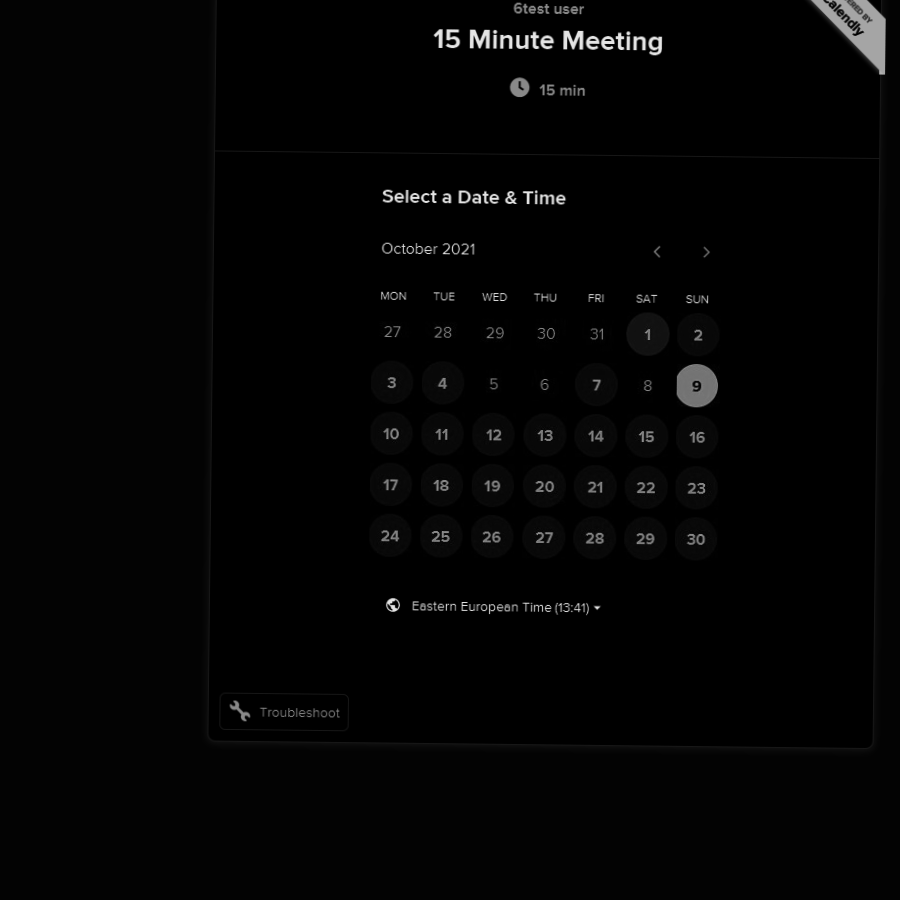 6test user
15 Minute Meeting
15 min
Calendly
Select a Date & Time
October 2021
MON TUE WED THU FRI SAT SUN
27 28 29 30 31 1 2
3 4 5 6 7 8 9
10 11 12 13 14 15 16
17 18 19 20 21 22 23
24 25 26 27 28 29 30
Eastern European Time (13:41)
Troubleshoot